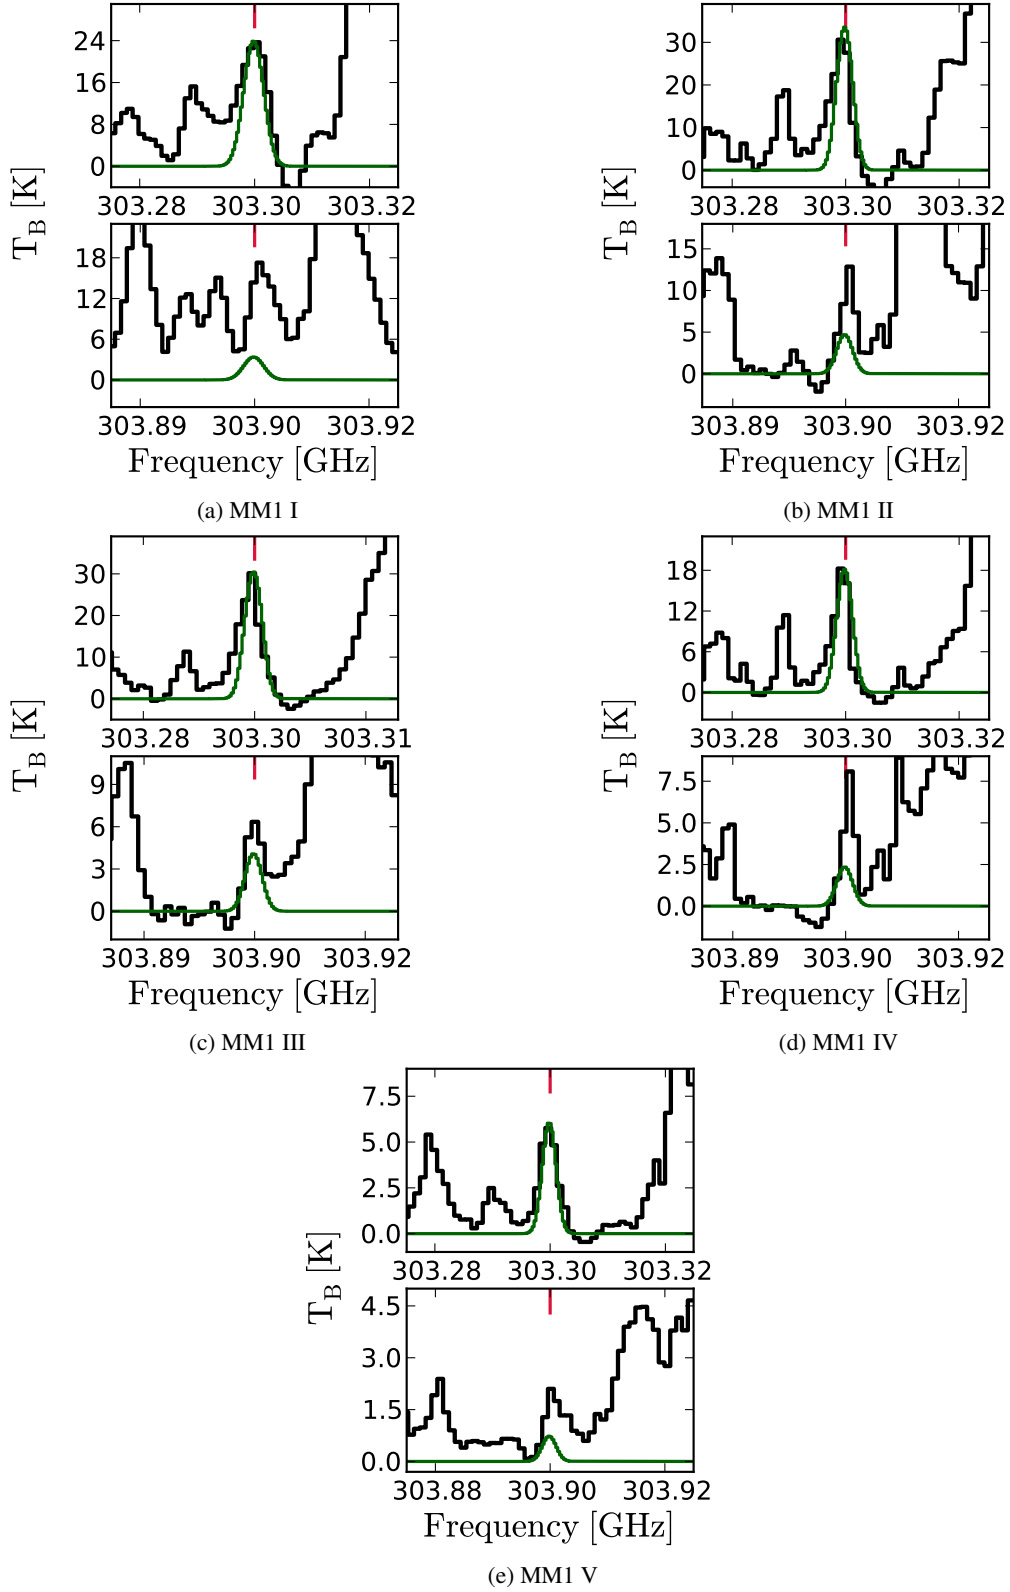 24
16
8
0
303.28 303.30 303.32
18
12
6
0
303.89 303.90 303.92
T_B [K]
Frequency [GHz]
(a) MM1 I
30
20
10
0
303.28 303.30 303.32
15
10
5
0
303.89 303.90 303.92
T_B [K]
Frequency [GHz]
(b) MM1 II
30
20
10
0
303.28 303.30 303.31
9
6
3
0
303.89 303.90 303.92
T_B [K]
Frequency [GHz]
(c) MM1 III
18
12
6
0
303.28 303.30 303.32
7.5
5.0
2.5
0.0
303.89 303.90 303.92
T_B [K]
Frequency [GHz]
(d) MM1 IV
7.5
5.0
2.5
0.0
303.28 303.30 303.32
4.5
3.0
1.5
0.0
303.88 303.90 303.92
T_B [K]
Frequency [GHz]
(e) MM1 V